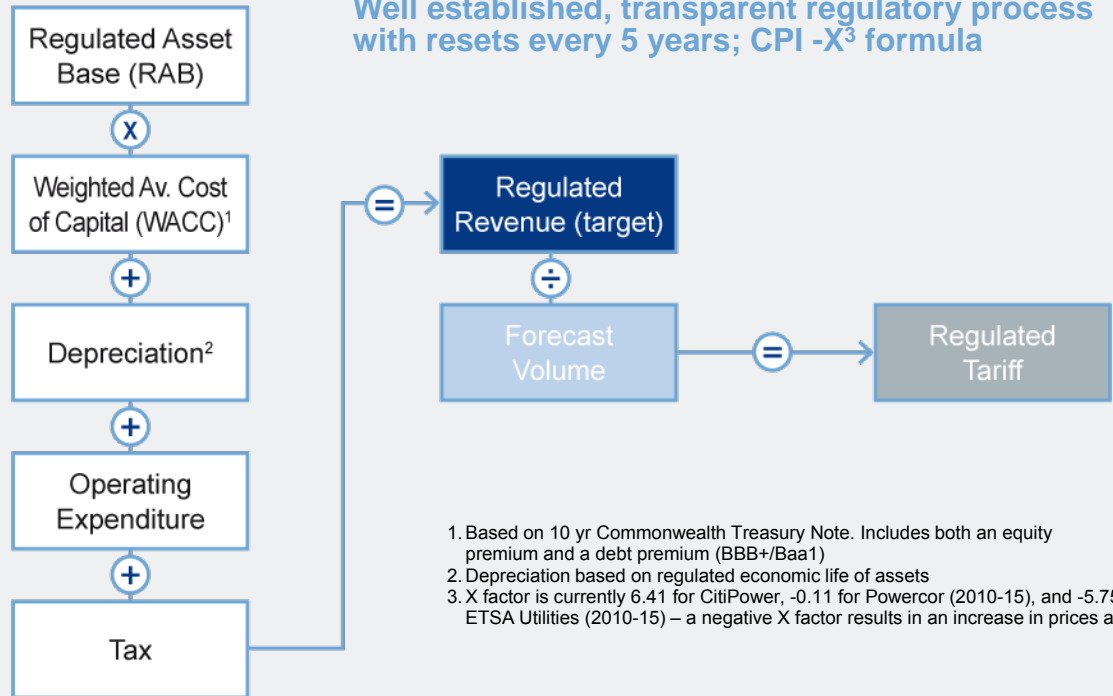 Well established, transparent regulatory process
with resets every 5 years; CPI -X³ formula
Regulated Asset
Base (RAB)
x
Weighted Av. Cost
of Capital (WACC)¹
+
Depreciation²
+
Operating
Expenditure
+
Tax
=
Regulated
Revenue (target)
÷
Forecast
Volume
=
Regulated
Tariff
1. Based on 10 yr Commonwealth Treasury Note. Includes both an equity
premium and a debt premium (BBB+/Baa1)
2. Depreciation based on regulated economic life of assets
3. X factor is currently 6.41 for CitiPower, -0.11 for Powercor (2010-15), and -5.75
ETSA Utilities (2010-15) – a negative X factor results in an increase in prices